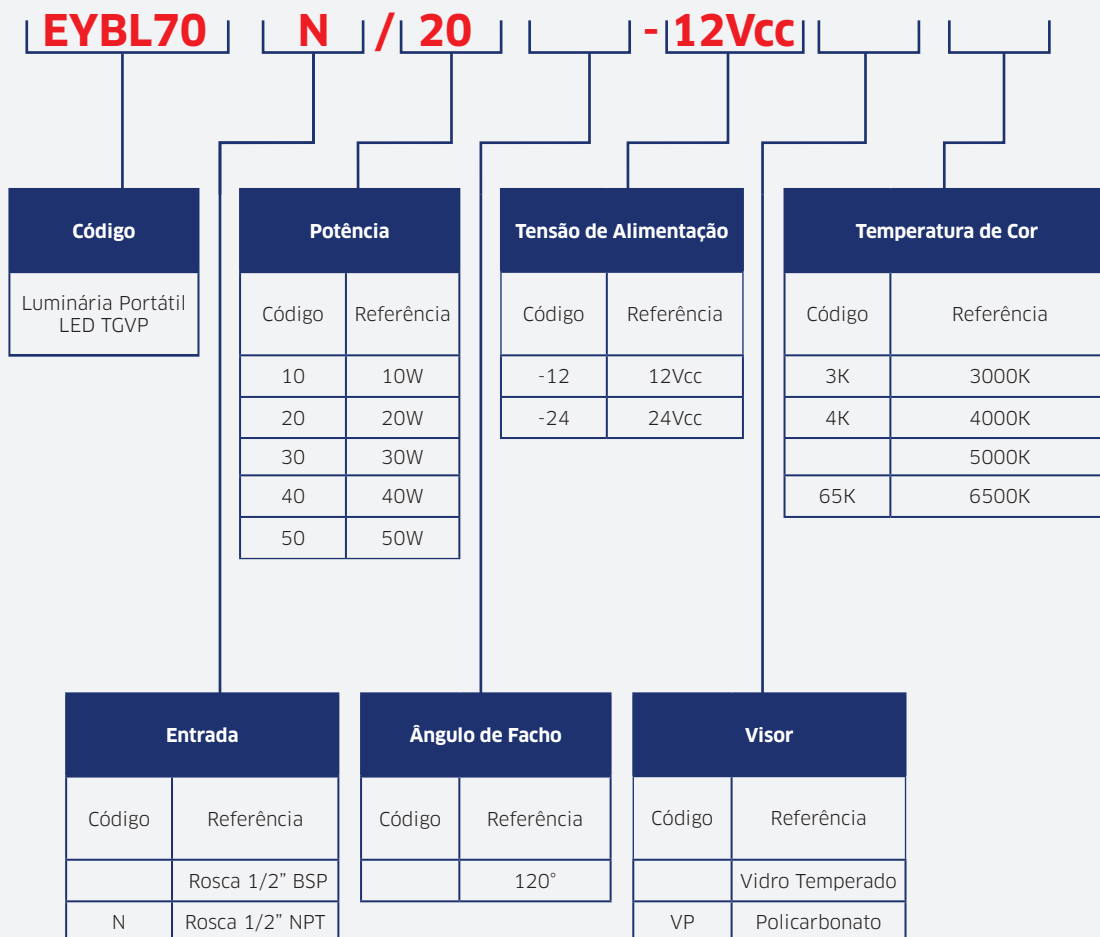 EYBL70 N / 20 - 12Vcc
Código
Luminária Portátil
LED TGVP
Potência
Código Referência
10 10W
20 20W
30 30W
40 40W
50 50W
Tensão de Alimentação
Código Referência
-12 12Vcc
-24 24Vcc
Temperatura de Cor
Código Referência
3K 3000K
4K 4000K
5000K
65K 6500K
Entrada
Código Referência
Rosca 1/2” BSP
N Rosca 1/2” NPT
Ângulo de Facho
Código Referência
120°
Visor
Código Referência
Vidro Temperado
VP Policarbonato